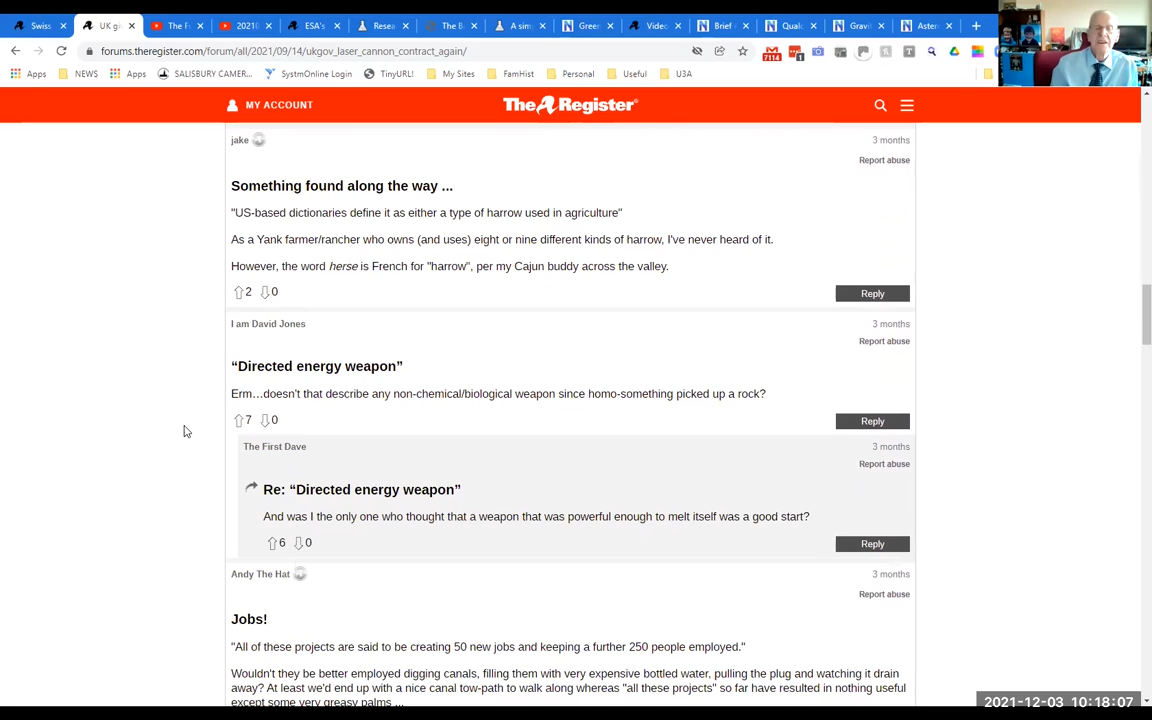 Swiss
UK gi
The F
20210
ESA's
Resea
The B
A sim
Green
Video
Brief
Qualc
Gravit
Aster
forums.theregister.com/forum/all/2021/09/14/ukgov_laser_cannon_contract_again/
7114
1
Apps
NEWS
Apps
SALISBURY CAMER...
SystmOnline Login
TinyURL!
My Sites
FamHist
Personal
Useful
U3A
MY ACCOUNT
The Register
jake
3 months
Report abuse
Something found along the way ...
"US-based dictionaries define it as either a type of harrow used in agriculture"
As a Yank farmer/rancher who owns (and uses) eight or nine different kinds of harrow, I've never heard of it.
However, the word herse is French for "harrow", per my Cajun buddy across the valley.
2 0
Reply
I am David Jones
3 months
Report abuse
“Directed energy weapon”
Erm…doesn't that describe any non-chemical/biological weapon since homo-something picked up a rock?
7 0
Reply
The First Dave
3 months
Report abuse
Re: “Directed energy weapon”
And was I the only one who thought that a weapon that was powerful enough to melt itself was a good start?
6 0
Reply
Andy The Hat
3 months
Report abuse
Jobs!
"All of these projects are said to be creating 50 new jobs and keeping a further 250 people employed."
Wouldn't they be better employed digging canals, filling them with very expensive bottled water, pulling the plug and watching it drain
away? At least we'd end up with a nice canal tow-path to walk along whereas "all these projects" so far have resulted in nothing useful
except some very greasy palms ...
2021-12-03 10:18:07